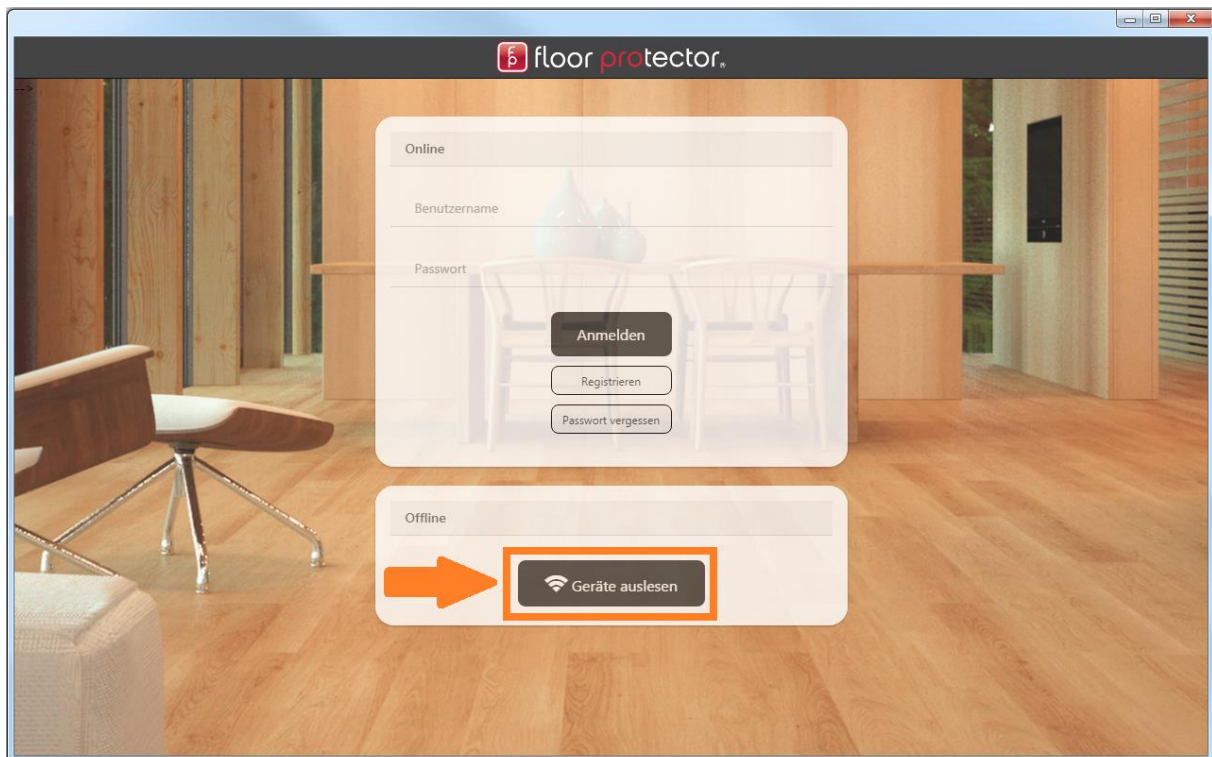 floor protector®
-->
Online
Benutzername
Passwort
Anmelden
Registrieren
Passwort vergessen
Offline
Geräte auslesen